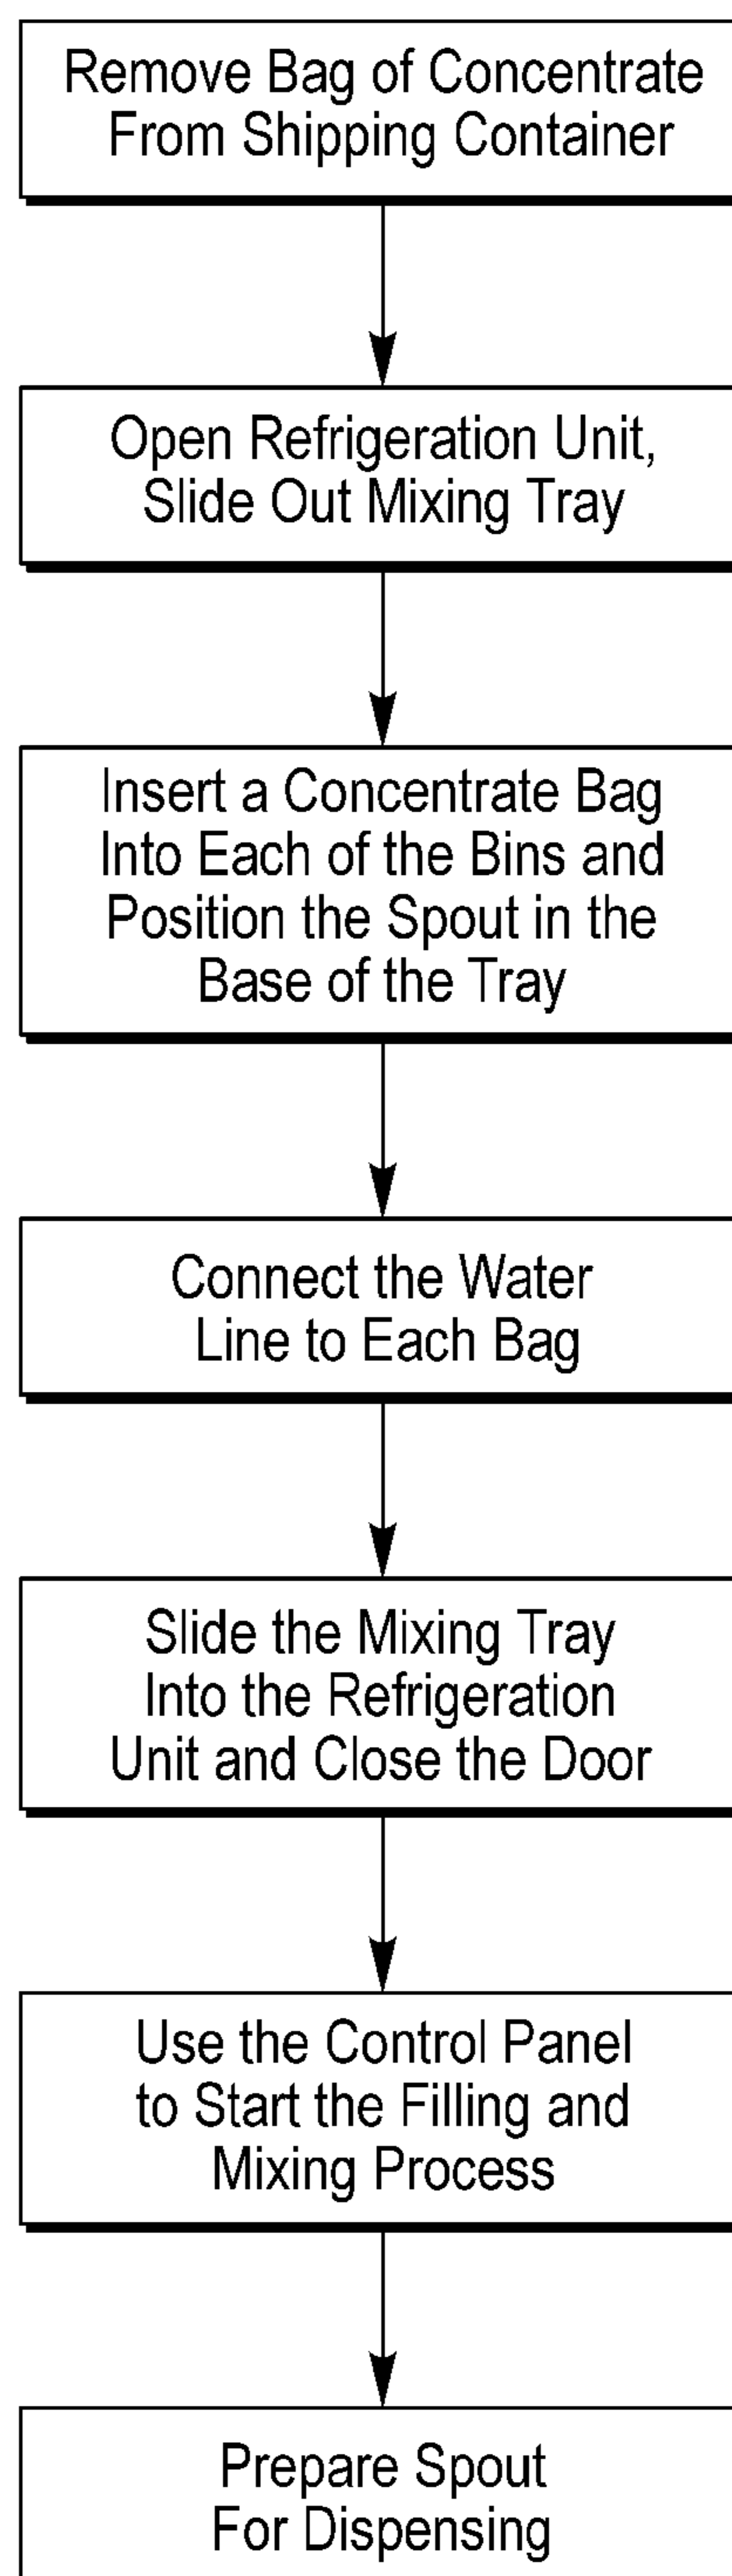 Remove Bag of Concentrate
From Shipping Container
Open Refrigeration Unit,
Slide Out Mixing Tray
Insert a Concentrate Bag
Into Each of the Bins and
Position the Spout in the
Base of the Tray
Connect the Water
Line to Each Bag
Slide the Mixing Tray
Into the Refrigeration
Unit and Close the Door
Use the Control Panel
to Start the Filling and
Mixing Process
Prepare Spout
For Dispensing